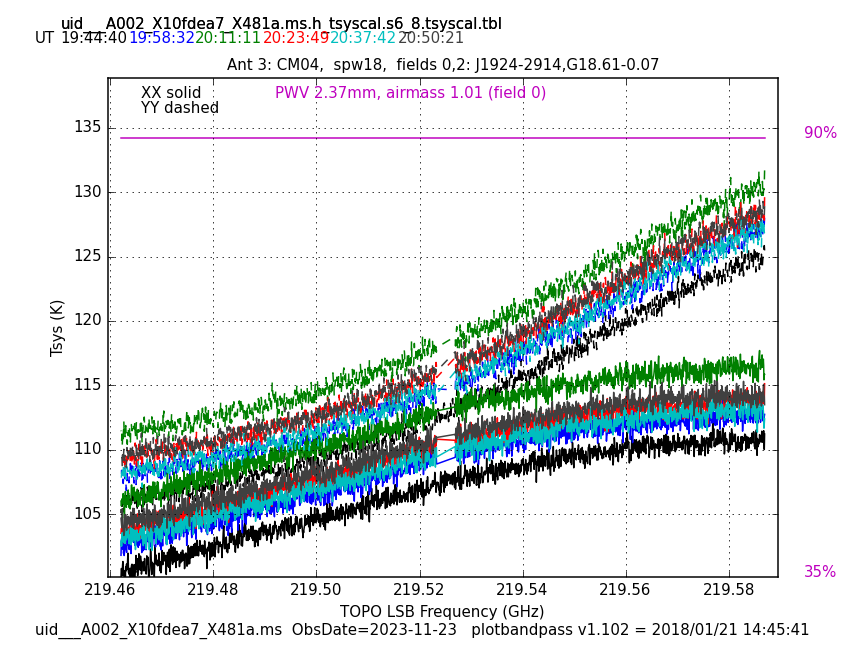 uid___A002_X10fdea7_X481a.ms.h_tsyscal.s6_8.tsyscal.tbl
UT 19:44:40 19:58:32 20:11:11 20:23:49 20:37:42 20:50:21
Ant 3: CM04, spw18, fields 0,2: J1924-2914,G18.61-0.07
XX solid PWV 2.37mm, airmass 1.01 (field 0)
YY dashed
135
90%
130
125
120
Tsys (K)
115
110
105
35%
219.46 219.48 219.50 219.52 219.54 219.56 219.58
TOPO LSB Frequency (GHz)
uid___A002_X10fdea7_X481a.ms ObsDate=2023-11-23 plotbandpass v1.102 = 2018/01/21 14:45:41